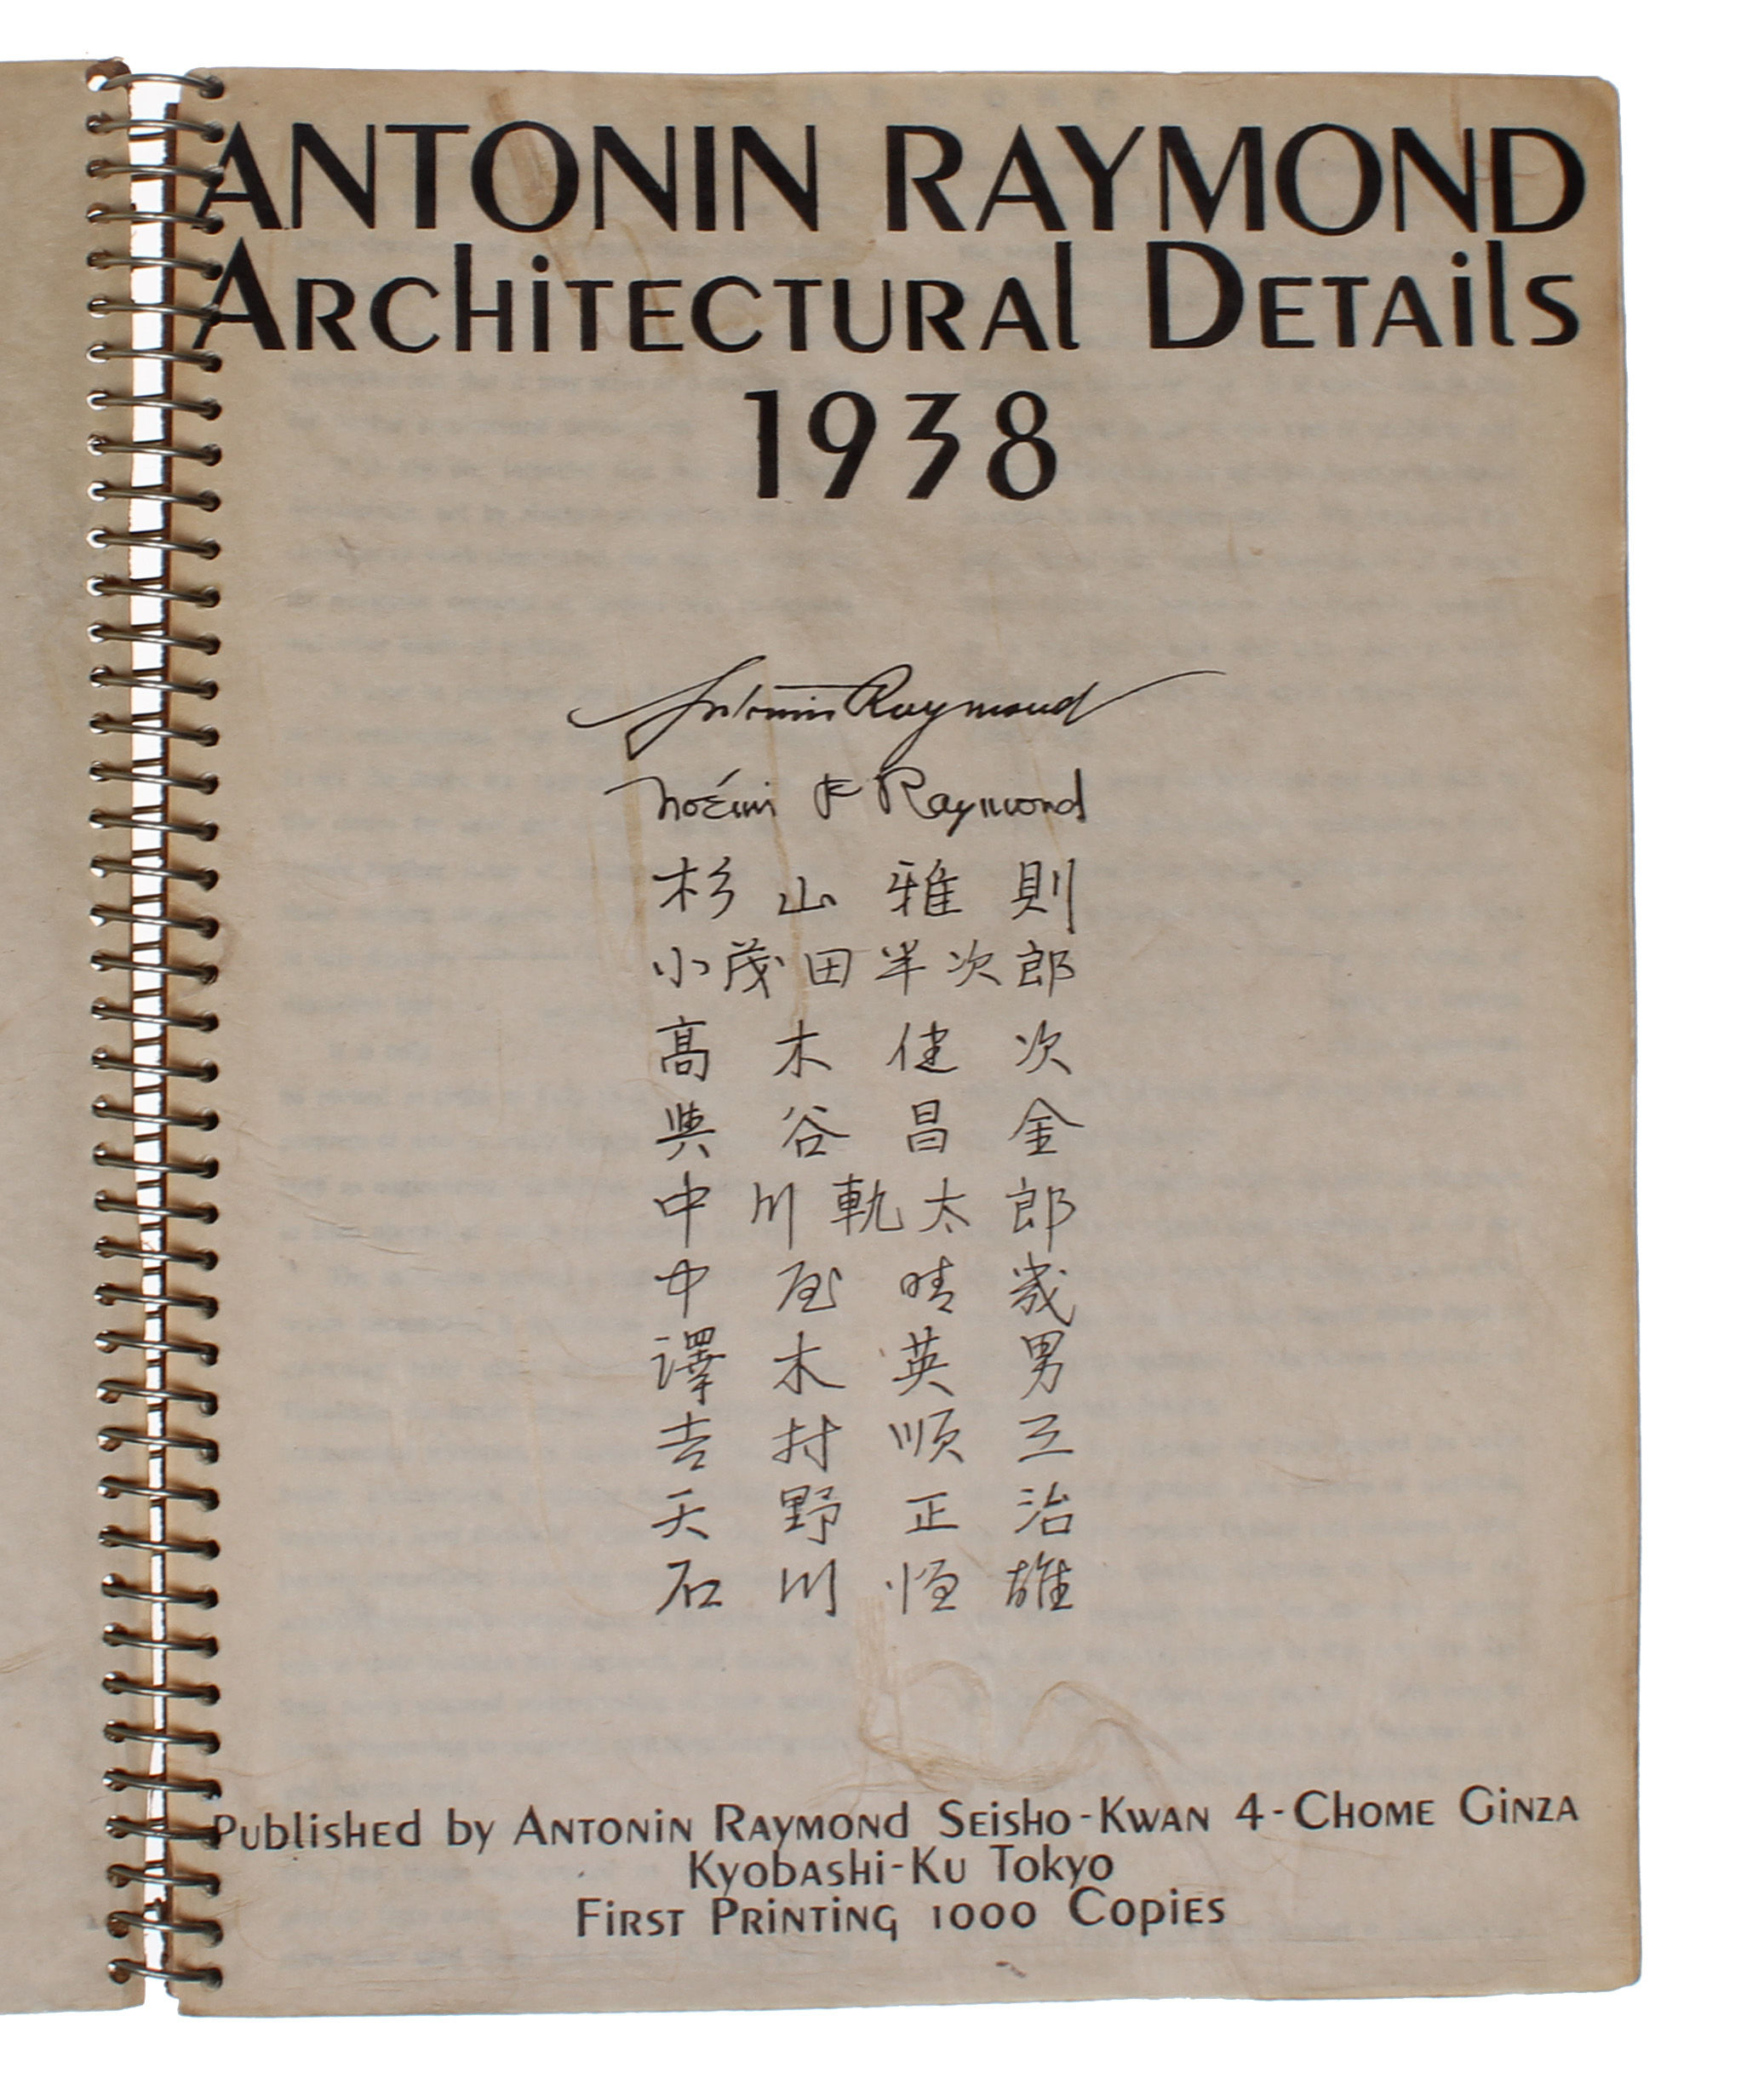 ANTONIN RAYMOND
ARCHITECTURAL DETAILS
1938
Antonin Raymond
Noémi P Raymond
杉山雅則
小茂田半次郎
高木健次
奥谷昌金
中川軌太郎
中屋晴歳
澤木英男
吉村順三
天野正治
石川恒雄
PUBLISHED by ANTONIN RAYMOND SEISHO-KWAN 4-CHOME GINZA
KYOBASHI-KU TOKYO
FIRST PRINTING 1000 COPIES